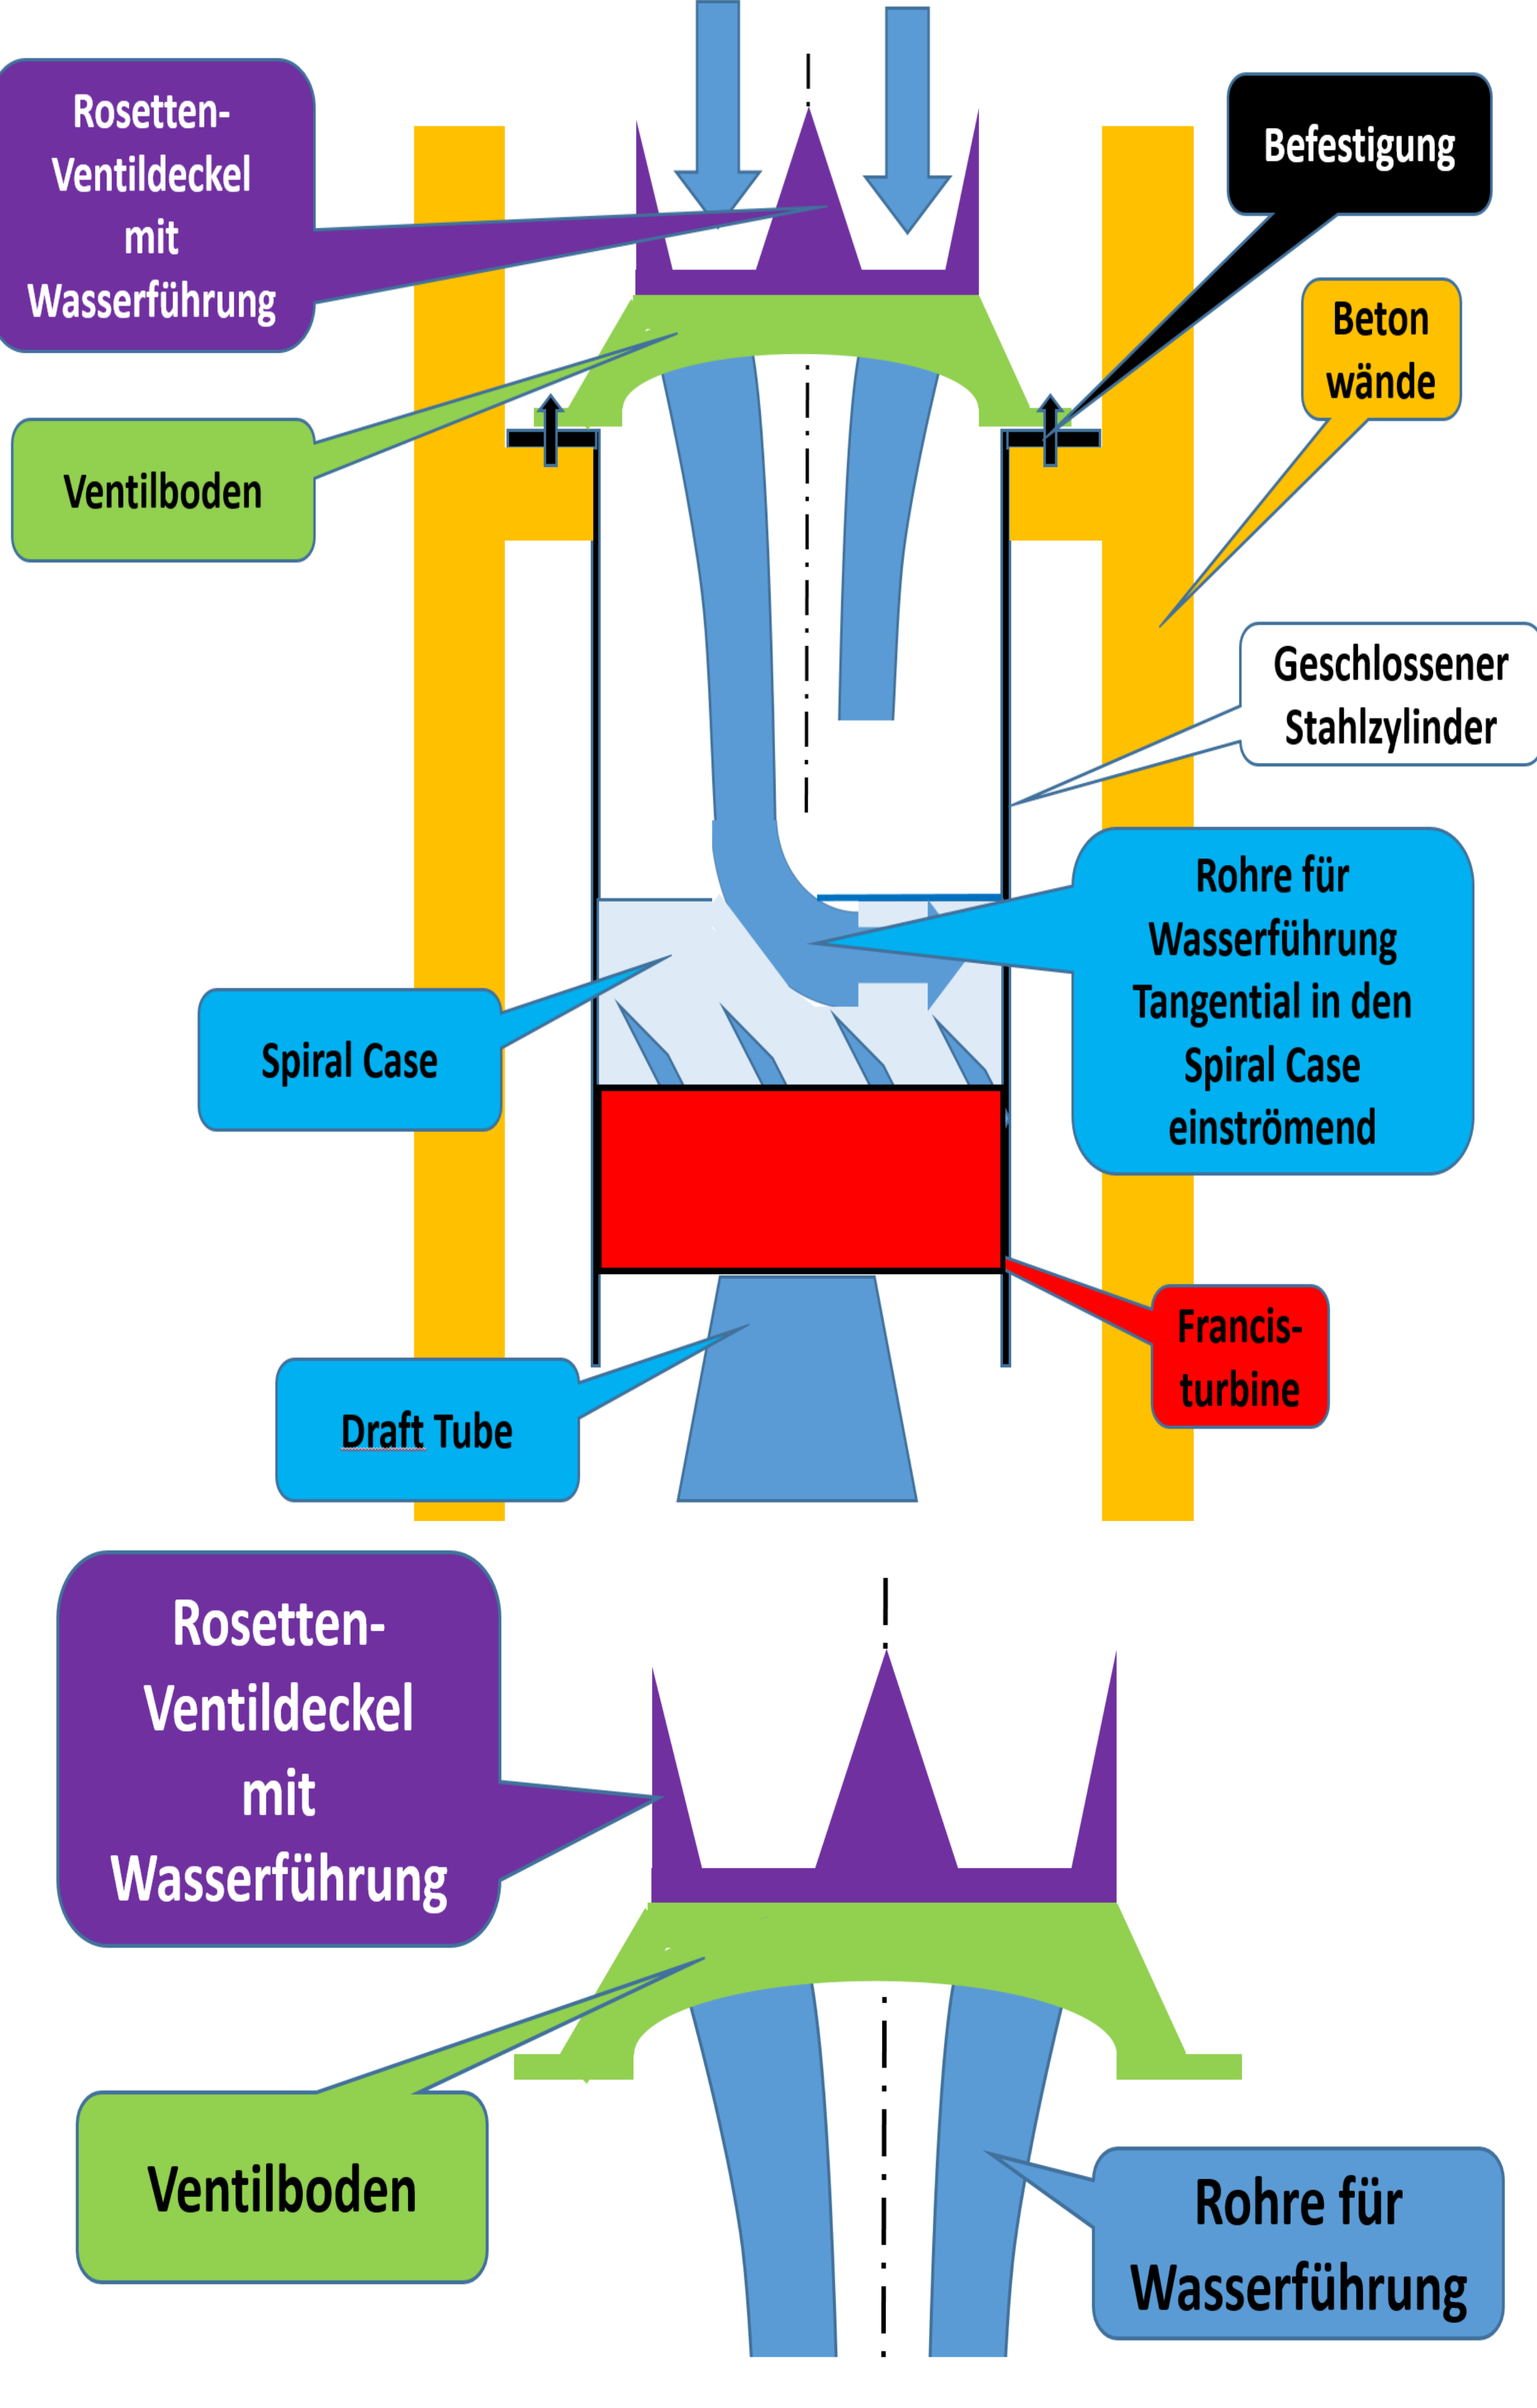 Rosetten-
Ventildeckel
mit
Wasserführung
Befestigung
Beton
wände
Ventilboden
Geschlossener
Stahlzylinder
Rohre für
Wasserführung
Tangential in den
Spiral Case
einströmend
Spiral Case
Francis-
turbine
Draft Tube
Rosetten-
Ventildeckel
mit
Wasserführung
Ventilboden
Rohre für
Wasserführung